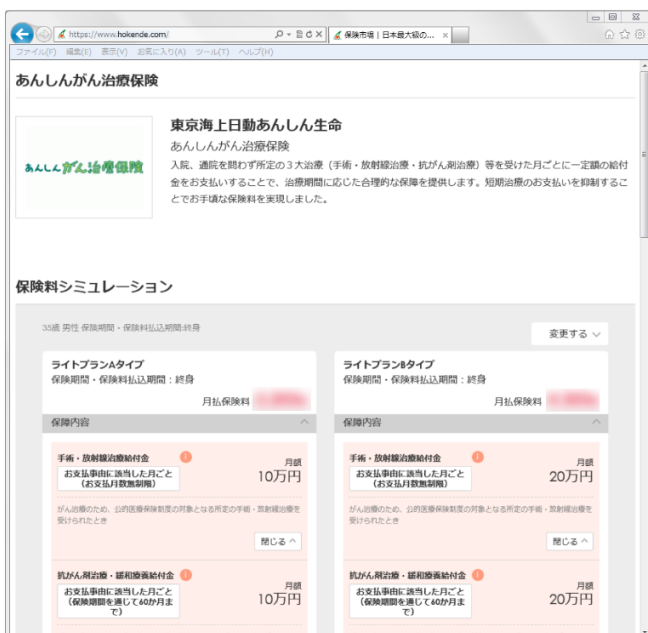 https://www.hokende.com/
保険市場 | 日本最大級の...
ファイル(F) 編集(E) 表示(V) お気に入り(A) ツール(T) ヘルプ(H)
あんしんがん治療保険
あんしんがん治療保険
東京海上日動あんしん生命
あんしんがん治療保険
入院、通院を問わず所定の3大治療（手術・放射線治療・抗がん剤治療）等を受けた月ごとに一定額の給付
金をお支払いすることで、治療期間に応じた合理的な保障を提供します。短期治療のお支払いを抑制するこ
とでお手頃な保険料を実現しました。
保険料シミュレーション
35歳 男性 保険期間・保険料払込期間:終身
変更する
ライトプランAタイプ
保険期間・保険料払込期間：終身
月払保険料
保障内容
手術・放射線治療給付金
お支払事由に該当した月ごと
（お支払月数無制限）
月額
10万円
がん治療のため、公的医療保険制度の対象となる所定の手術・放射線治療を
受けられたとき
閉じる
抗がん剤治療・緩和療養給付金
お支払事由に該当した月ごと
（保険期間を通じて60か月ま
で）
月額
10万円
ライトプランBタイプ
保険期間・保険料払込期間：終身
月払保険料
保障内容
手術・放射線治療給付金
お支払事由に該当した月ごと
（お支払月数無制限）
月額
20万円
がん治療のため、公的医療保険制度の対象となる所定の手術・放射線治療を
受けられたとき
閉じる
抗がん剤治療・緩和療養給付金
お支払事由に該当した月ごと
（保険期間を通じて60か月ま
で）
月額
20万円